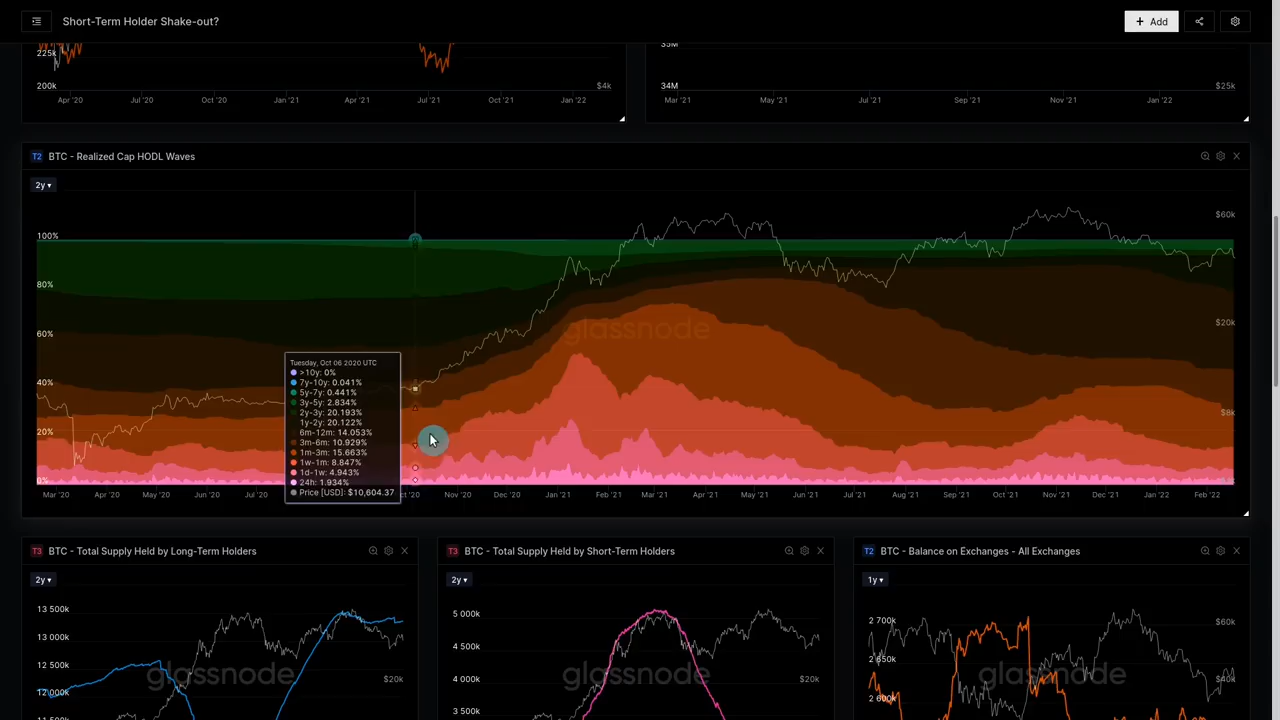 Short-Term Holder Shake-out?
+ Add
225k
200k
$4k
Apr '20 Jul '20 Oct '20 Jan '21 Apr '21 Jul '21 Oct '21 Jan '22
35M
34M
$25k
Mar '21 May '21 Jul '21 Sep '21 Nov '21 Jan '22
T2 BTC - Realized Cap HODL Waves
2y ▾
100%
80%
60%
40%
20%
0%
$60k
$20k
$8k
glassnode
Tuesday, Oct 06 2020 UTC
>10y: 0%
7y-10y: 0.041%
5y-7y: 0.441%
3y-5y: 2.834%
2y-3y: 20.193%
1y-2y: 20.122%
6m-12m: 14.053%
3m-6m: 10.929%
1m-3m: 15.663%
1w-1m: 8.847%
1d-1w: 4.943%
24h: 1.934%
Price [USD]: $10,604.37
Mar '20 Apr '20 May '20 Jun '20 Jul '20 ct '20 Nov '20 Dec '20 Jan '21 Feb '21 Mar '21 Apr '21 May '21 Jun '21 Jul '21 Aug '21 Sep '21 Oct '21 Nov '21 Dec '21 Jan '22 Feb '22
T3 BTC - Total Supply Held by Long-Term Holders
2y ▾
13 500k
13 000k
12 500k
12 000k
11 500k
$20k
glassnode
T3 BTC - Total Supply Held by Short-Term Holders
2y ▾
5 000k
4 500k
4 000k
3 500k
$20k
glassnode
T2 BTC - Balance on Exchanges - All Exchanges
1y ▾
2 700k
2 650k
2 600k
$60k
$40k
glassnode